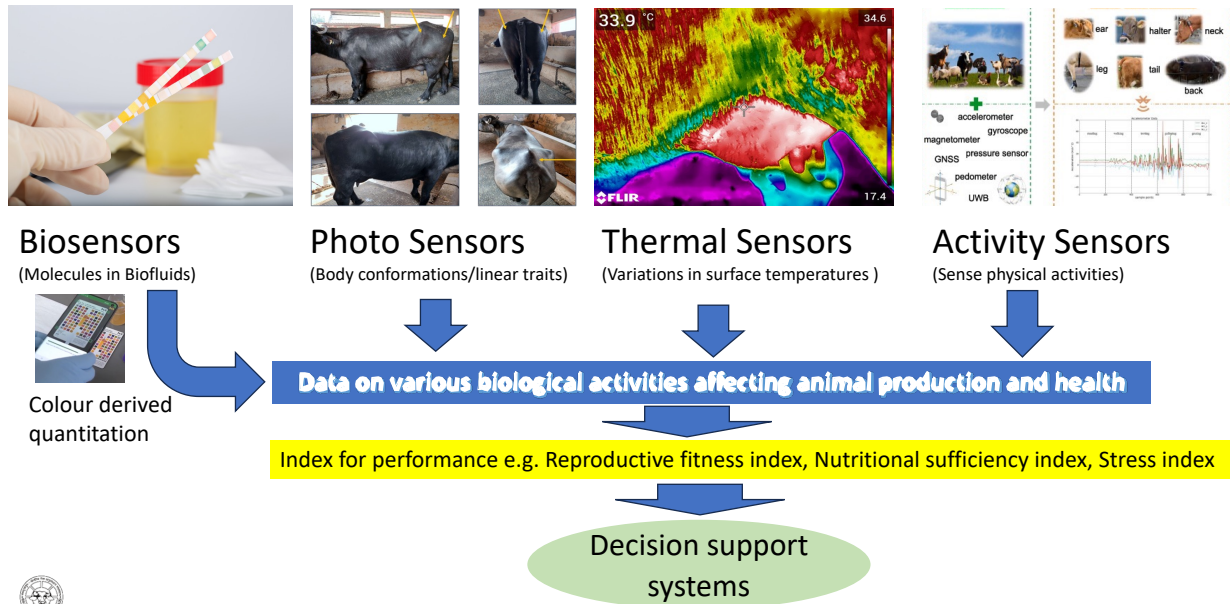 33.9 °C
34.6
17.4
FLIR
ear
halter
neck
leg
tail
back
accelerometer
gyroscope
magnetometer
pressure sensor
GNSS
pedometer
UWB
Biosensors
(Molecules in Biofluids)
Photo Sensors
(Body conformations/linear traits)
Thermal Sensors
(Variations in surface temperatures )
Activity Sensors
(Sense physical activities)
Colour derived
quantitation
Data on various biological activities affecting animal production and health
Index for performance e.g. Reproductive fitness index, Nutritional sufficiency index, Stress index
Decision support
systems